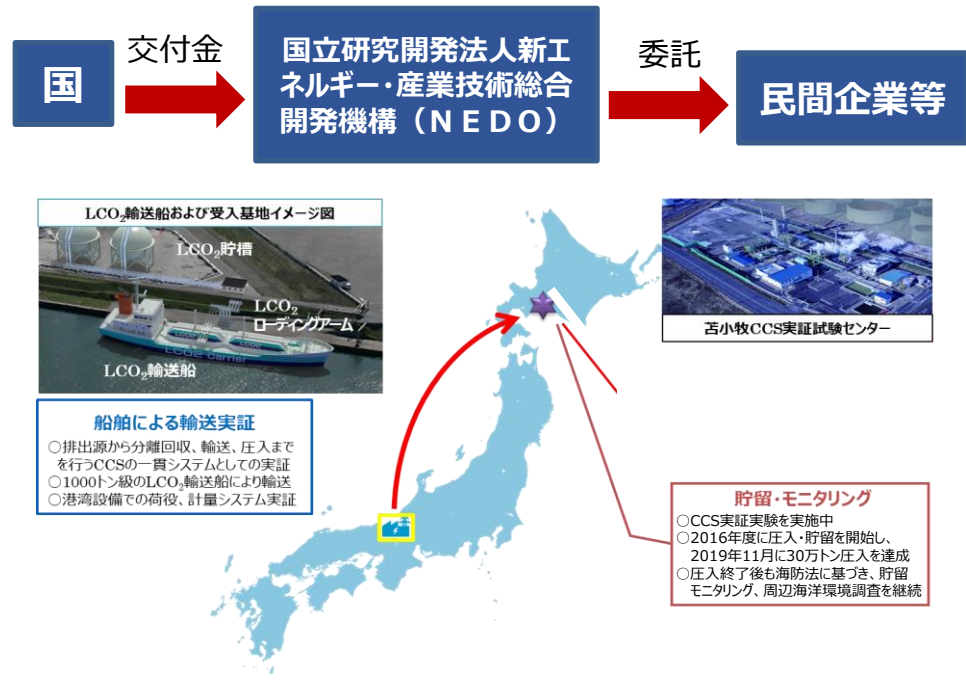 国
交付金
国立研究開発法人新エ
ネルギー・産業技術総合
開発機構（ＮＥＤＯ）
委託
民間企業等
LCO₂輸送船および受入基地イメージ図
LCO₂貯槽
LCO₂
ローディングアーム
LCO2 Carrier
LCO₂輸送船
苫小牧CCS実証試験センター
船舶による輸送実証
○排出源から分離回収、輸送、圧入まで
を行うCCSの一貫システムとしての実証
○1000トン級のLCO₂輸送船により輸送
○港湾設備での荷役、計量システム実証
貯留・モニタリング
○CCS実証実験を実施中
○2016年度に圧入・貯留を開始し、
2019年11月に30万トン圧入を達成
○圧入終了後も海防法に基づき、貯留
モニタリング、周辺海洋環境調査を継続